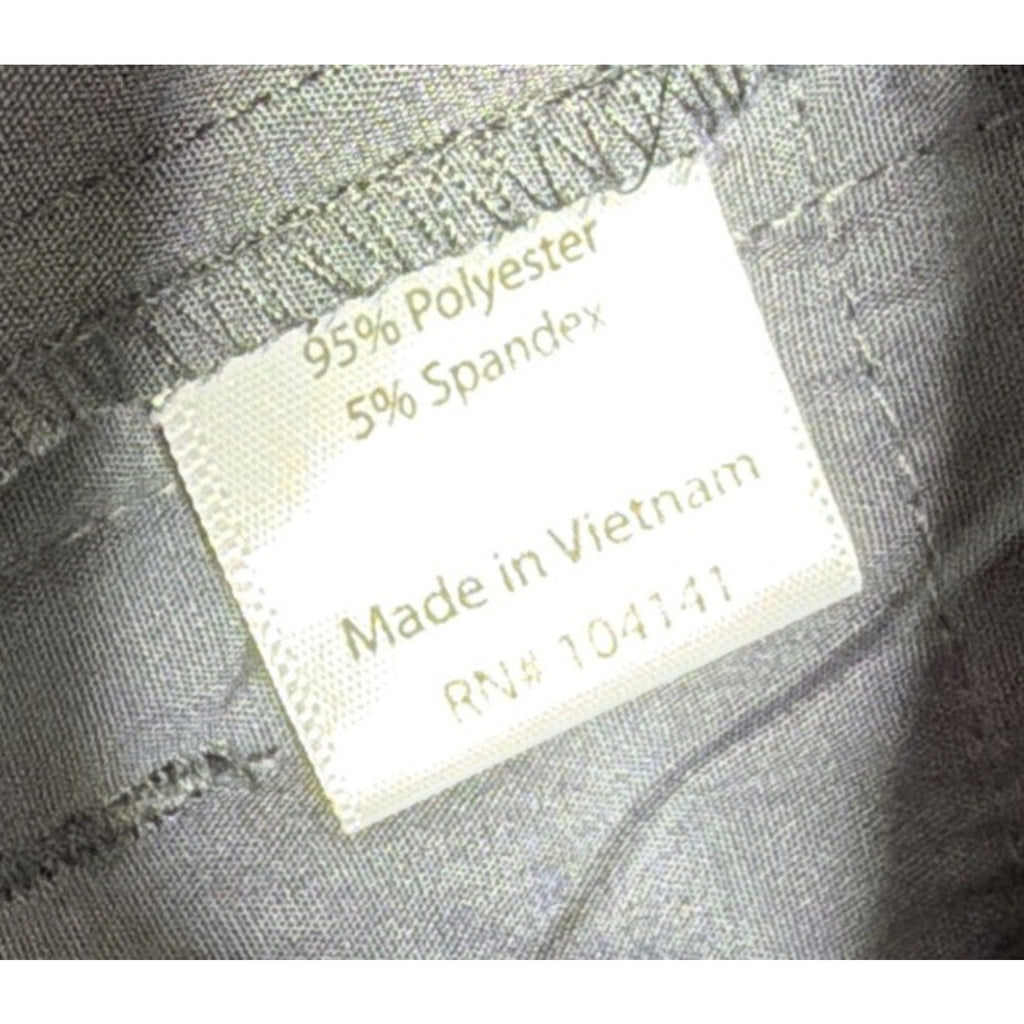 95% Polyester
5% Spandex
Made in Vietnam
RN# 104141